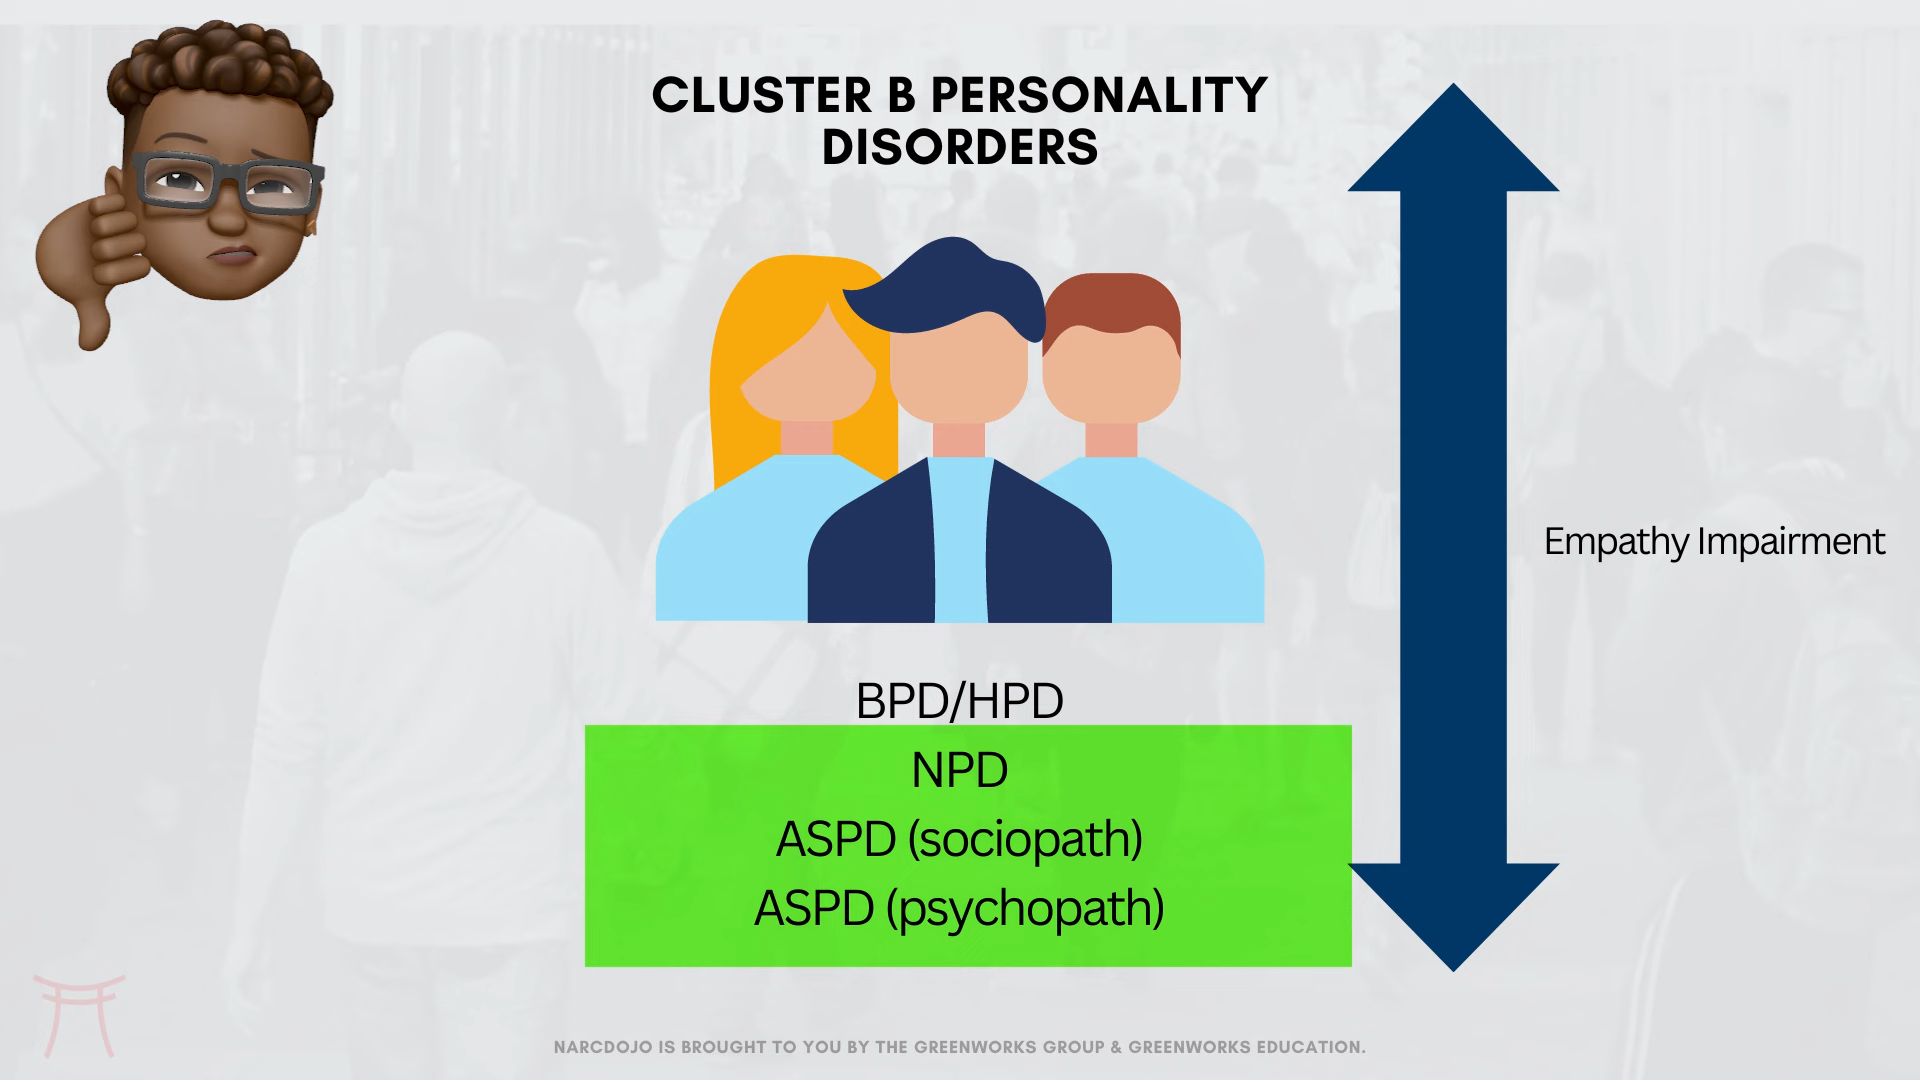 CLUSTER B PERSONALITY
DISORDERS
Empathy Impairment
BPD/HPD
NPD
ASPD (sociopath)
ASPD (psychopath)
NARCDOJO IS BROUGHT TO YOU BY THE GREENWORKS GROUP & GREENWORKS EDUCATION.